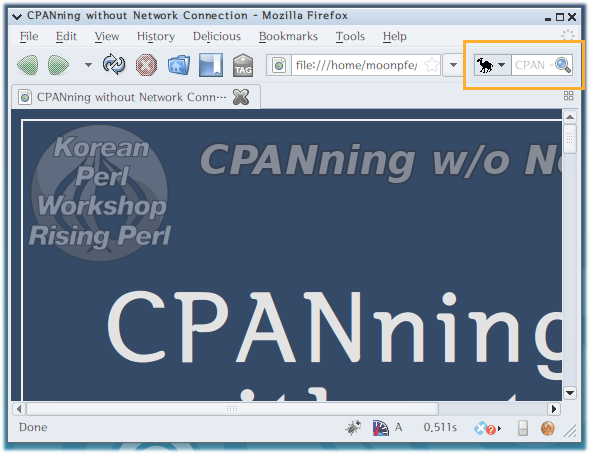 CPANning without Network Connection - Mozilla Firefox
File Edit View History Delicious Bookmarks Tools Help
TAG file:///home/moonpfe/ CPAN -
CPANning without Network Conn···
Korean
Perl
Workshop
Rising Perl
CPANning w/o
CPANning
Done A 0,511s